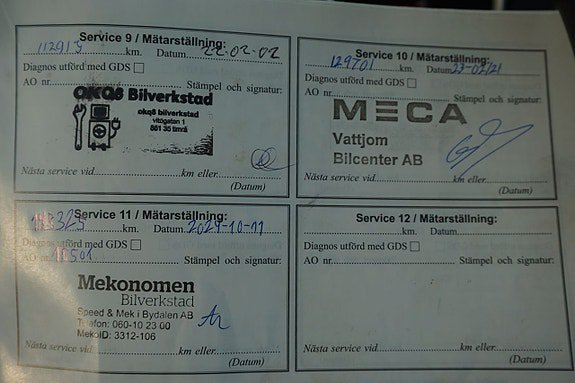 Service 9 / Mätarställning:
112913 km. Datum 22-02-02
Diagnos utförd med GDS
AO nr. Stämpel och signatur:
OKQ8 Bilverkstad
okq8 bilverkstad
vitögatan 1
861 35 timrå
Nästa service vid km eller
(Datum)
Service 10 / Mätarställning:
129701 km. Datum 23-02/21
Diagnos utförd med GDS
AO nr. Stämpel och signatur:
MECA
Vattjom
Bilcenter AB
Nästa service vid km eller
(Datum)
Service 11 / Mätarställning:
km. Datum 2024-10-11
Diagnos utförd med GDS
AO nr. Stämpel och signatur:
Mekonomen
Bilverkstad
Speed & Mek i Bydalen AB
Telefon: 060-10 23 00
MekoID: 3312-106
Nästa service vid km eller
(Datum)
Service 12 / Mätarställning:
km. Datum
Diagnos utförd med GDS
AO nr. Stämpel och signatur:
Nästa service vid km eller
(Datum)